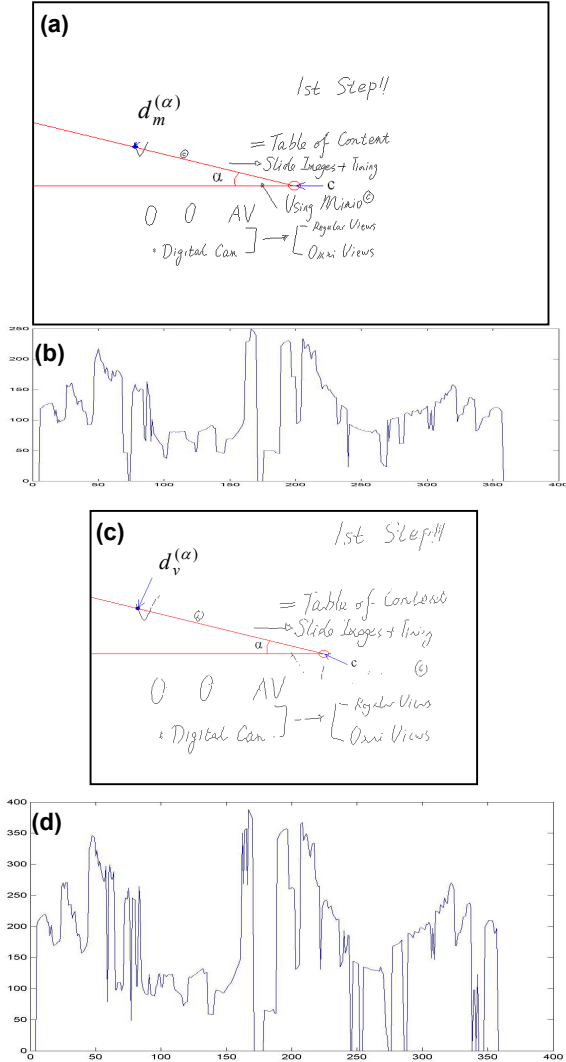 (a)
1st Step!!
d_m^(α)
= Table of Content
© → Slide Images + Timing
α
c
Using Mimio ©
O O AV
- Regular Views
• Digital Cam ] → [
Omni Views
(b)
250
200
150
100
50
0
0 50 100 150 200 250 300 350 400
(c)
1st Step!!!
d_v^(α)
= Table of Content
→ Slide Images + Timing
α
c
O O AV
- Regular Views
• Digital Cam ] → [
Omni Views
(d)
400
350
300
250
200
150
100
50
0
0 50 100 150 200 250 300 350 400